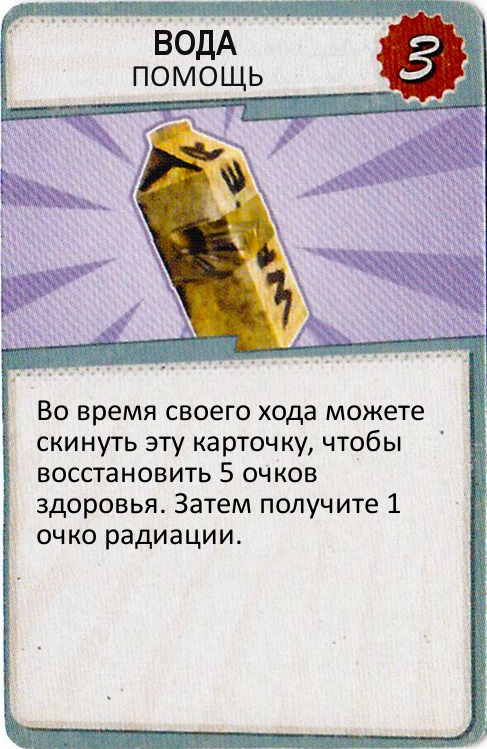 ВОДА
ПОМОЩЬ
3
Во время своего хода можете
скинуть эту карточку, чтобы
восстановить 5 очков
здоровья. Затем получите 1
очко радиации.